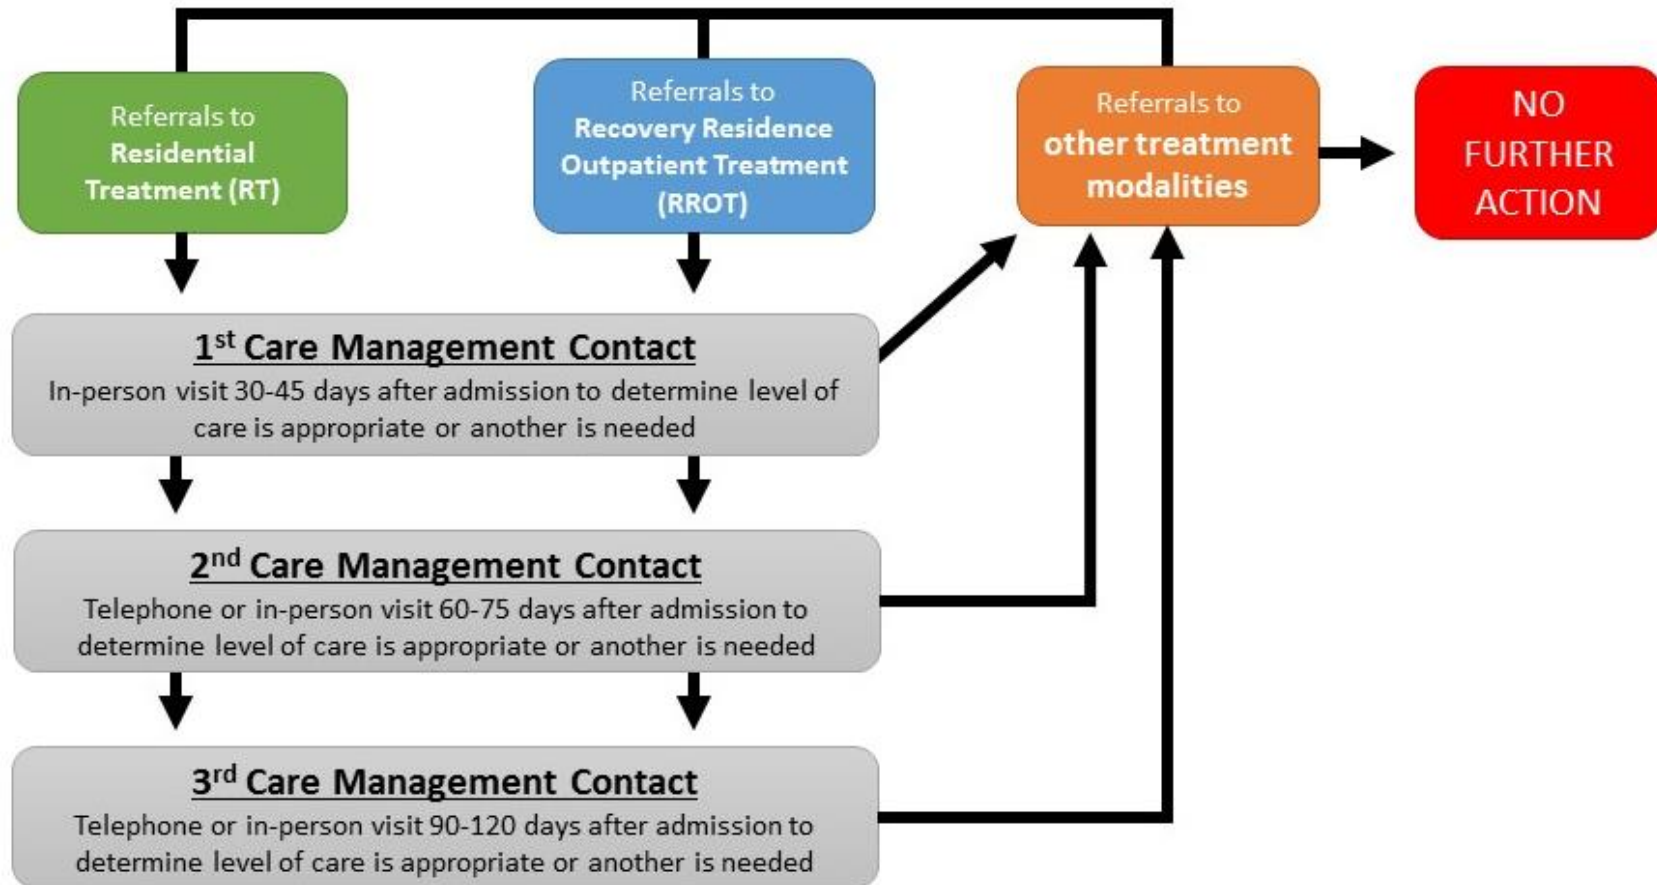 Referrals to
Residential
Treatment (RT)
Referrals to
Recovery Residence
Outpatient Treatment
(RROT)
Referrals to
other treatment
modalities
NO
FURTHER
ACTION
1st Care Management Contact
In-person visit 30-45 days after admission to determine level of
care is appropriate or another is needed
2nd Care Management Contact
Telephone or in-person visit 60-75 days after admission to
determine level of care is appropriate or another is needed
3rd Care Management Contact
Telephone or in-person visit 90-120 days after admission to
determine level of care is appropriate or another is needed